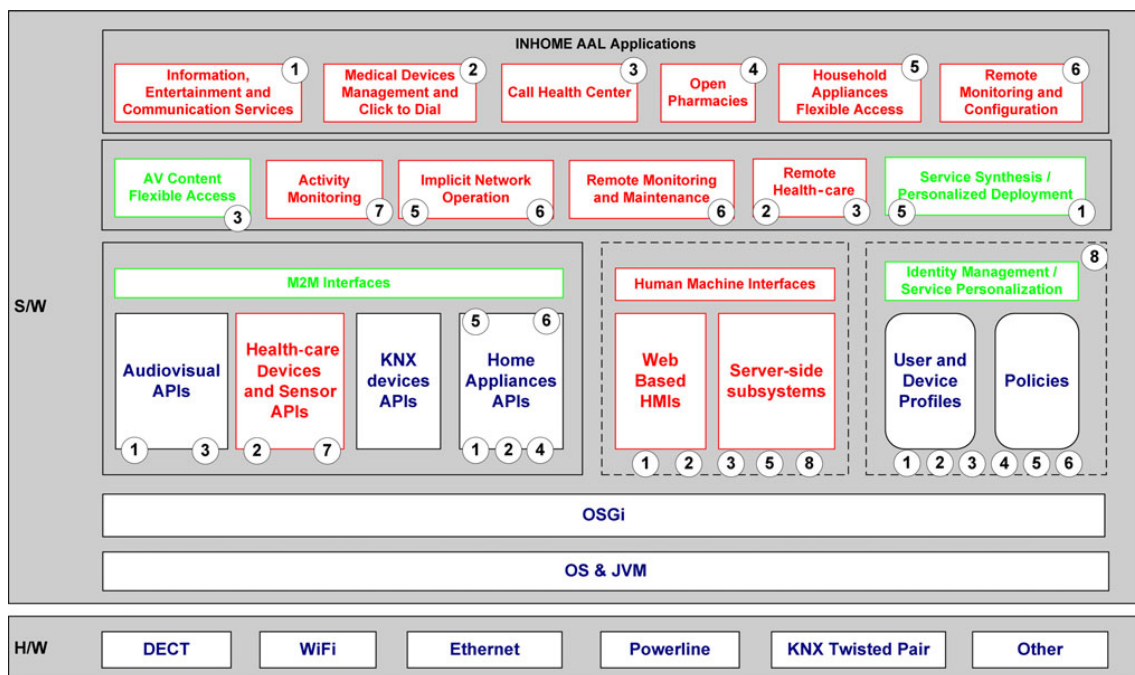 INHOME AAL Applications
Information,
Entertainment and
Communication Services
1
Medical Devices
Management and
Click to Dial
2
Call Health Center
3
Open
Pharmacies
4
Household
Appliances
Flexible Access
5
Remote
Monitoring and
Configuration
6
AV Content
Flexible Access
3
Activity
Monitoring
7
Implicit Network
Operation
5
6
Remote Monitoring
and Maintenance
6
Remote
Health-care
2
3
Service Synthesis /
Personalized Deployment
5
1
S/W
M2M Interfaces
Audiovisual
APIs
1
3
Health-care
Devices
and Sensor
APIs
2
7
KNX
devices
APIs
5
6
Home
Appliances
APIs
1
2
4
Human Machine Interfaces
Web
Based
HMIs
1
2
Server-side
subsystems
3
5
8
8
Identity Management /
Service Personalization
User and
Device
Profiles
Policies
1
2
3
4
5
6
OSGi
OS & JVM
H/W
DECT
WiFi
Ethernet
Powerline
KNX Twisted Pair
Other